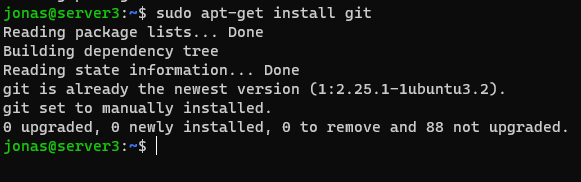 jonas@server3:~$ sudo apt-get install git
Reading package lists... Done
Building dependency tree
Reading state information... Done
git is already the newest version (1:2.25.1-1ubuntu3.2).
git set to manually installed.
0 upgraded, 0 newly installed, 0 to remove and 88 not upgraded.
jonas@server3:~$